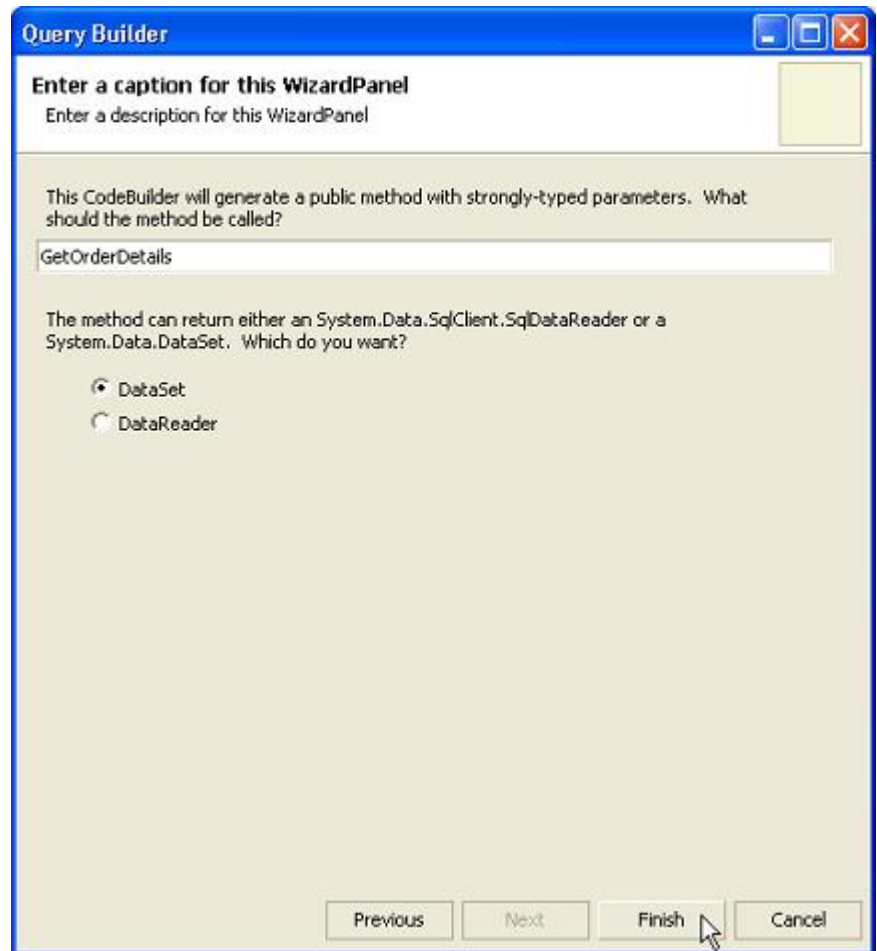 Query Builder
Enter a caption for this WizardPanel
Enter a description for this WizardPanel
This CodeBuilder will generate a public method with strongly-typed parameters.  What
should the method be called?
GetOrderDetails
The method can return either an System.Data.SqlClient.SqlDataReader or a
System.Data.DataSet.  Which do you want?
DataSet
DataReader
Previous
Next
Finish
Cancel